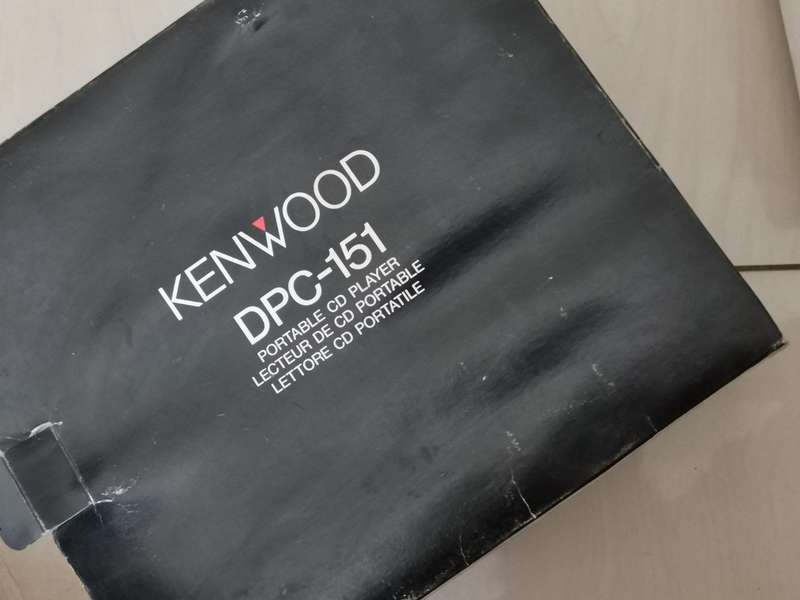 KENWOOD
DPC-151
PORTABLE CD PLAYER
LECTEUR DE CD PORTABLE
LETTORE CD PORTATILE